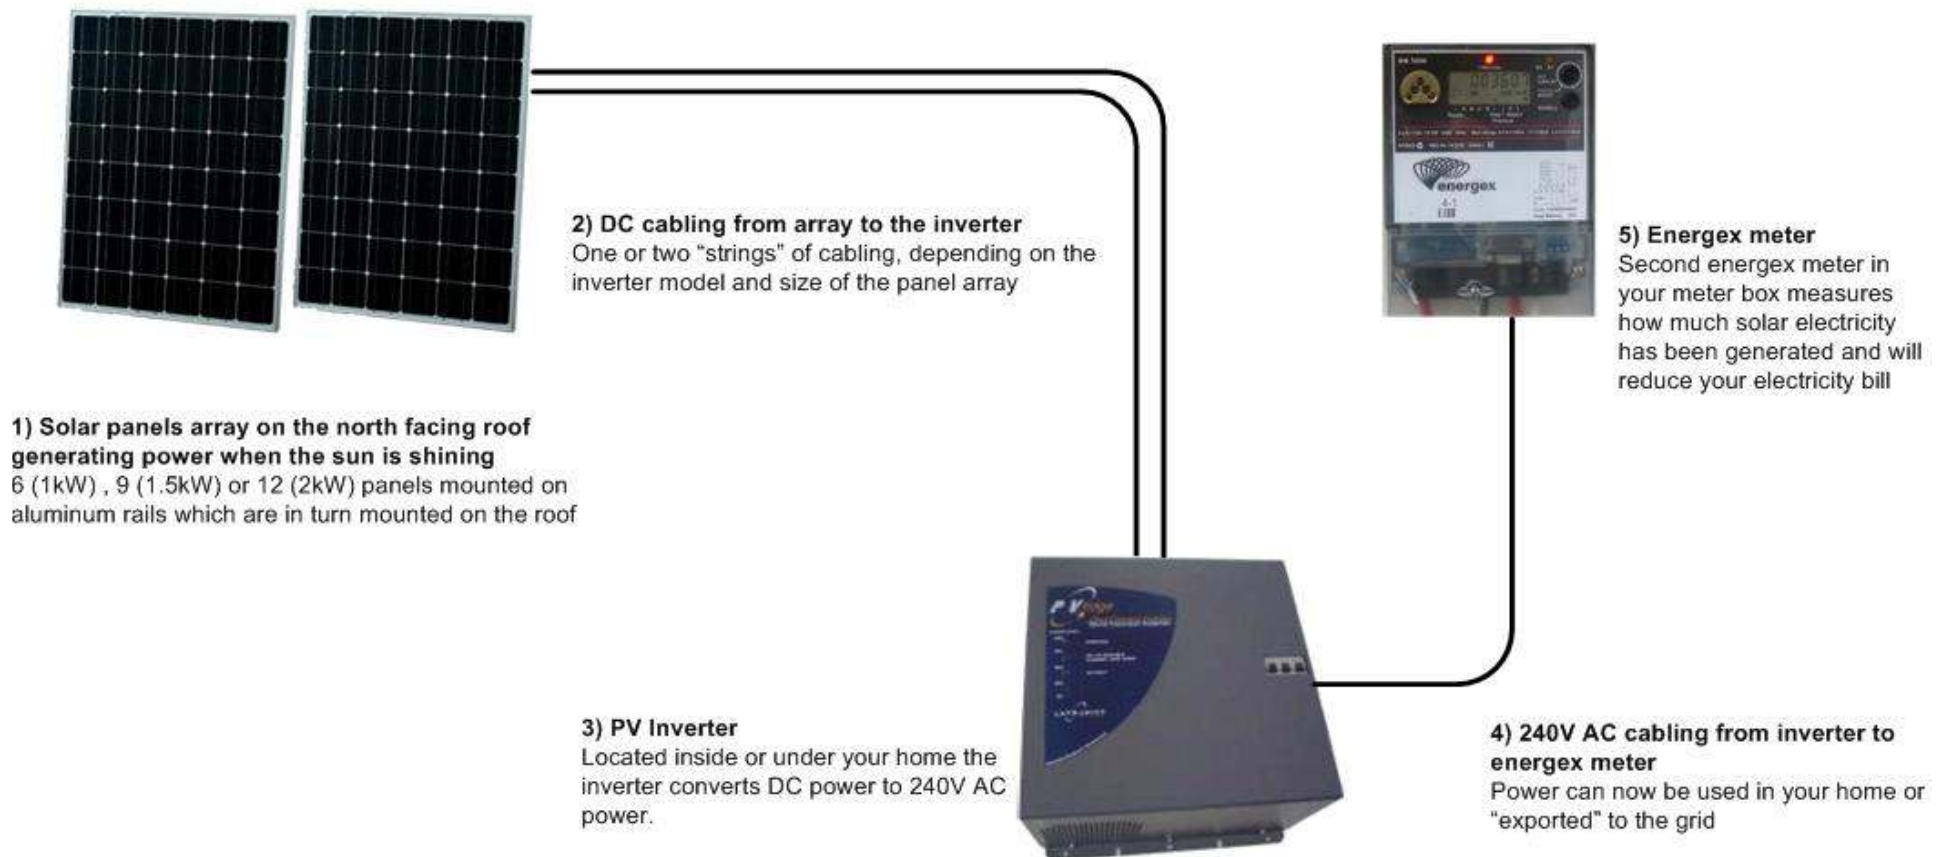 1) Solar panels array on the north facing roof
generating power when the sun is shining
6 (1kW) , 9 (1.5kW) or 12 (2kW) panels mounted on
aluminum rails which are in turn mounted on the roof
2) DC cabling from array to the inverter
One or two “strings” of cabling, depending on the
inverter model and size of the panel array
3) PV Inverter
Located inside or under your home the
inverter converts DC power to 240V AC
power.
4) 240V AC cabling from inverter to
energex meter
Power can now be used in your home or
“exported” to the grid
5) Energex meter
Second energex meter in
your meter box measures
how much solar electricity
has been generated and will
reduce your electricity bill
energex
4-1
PV edge